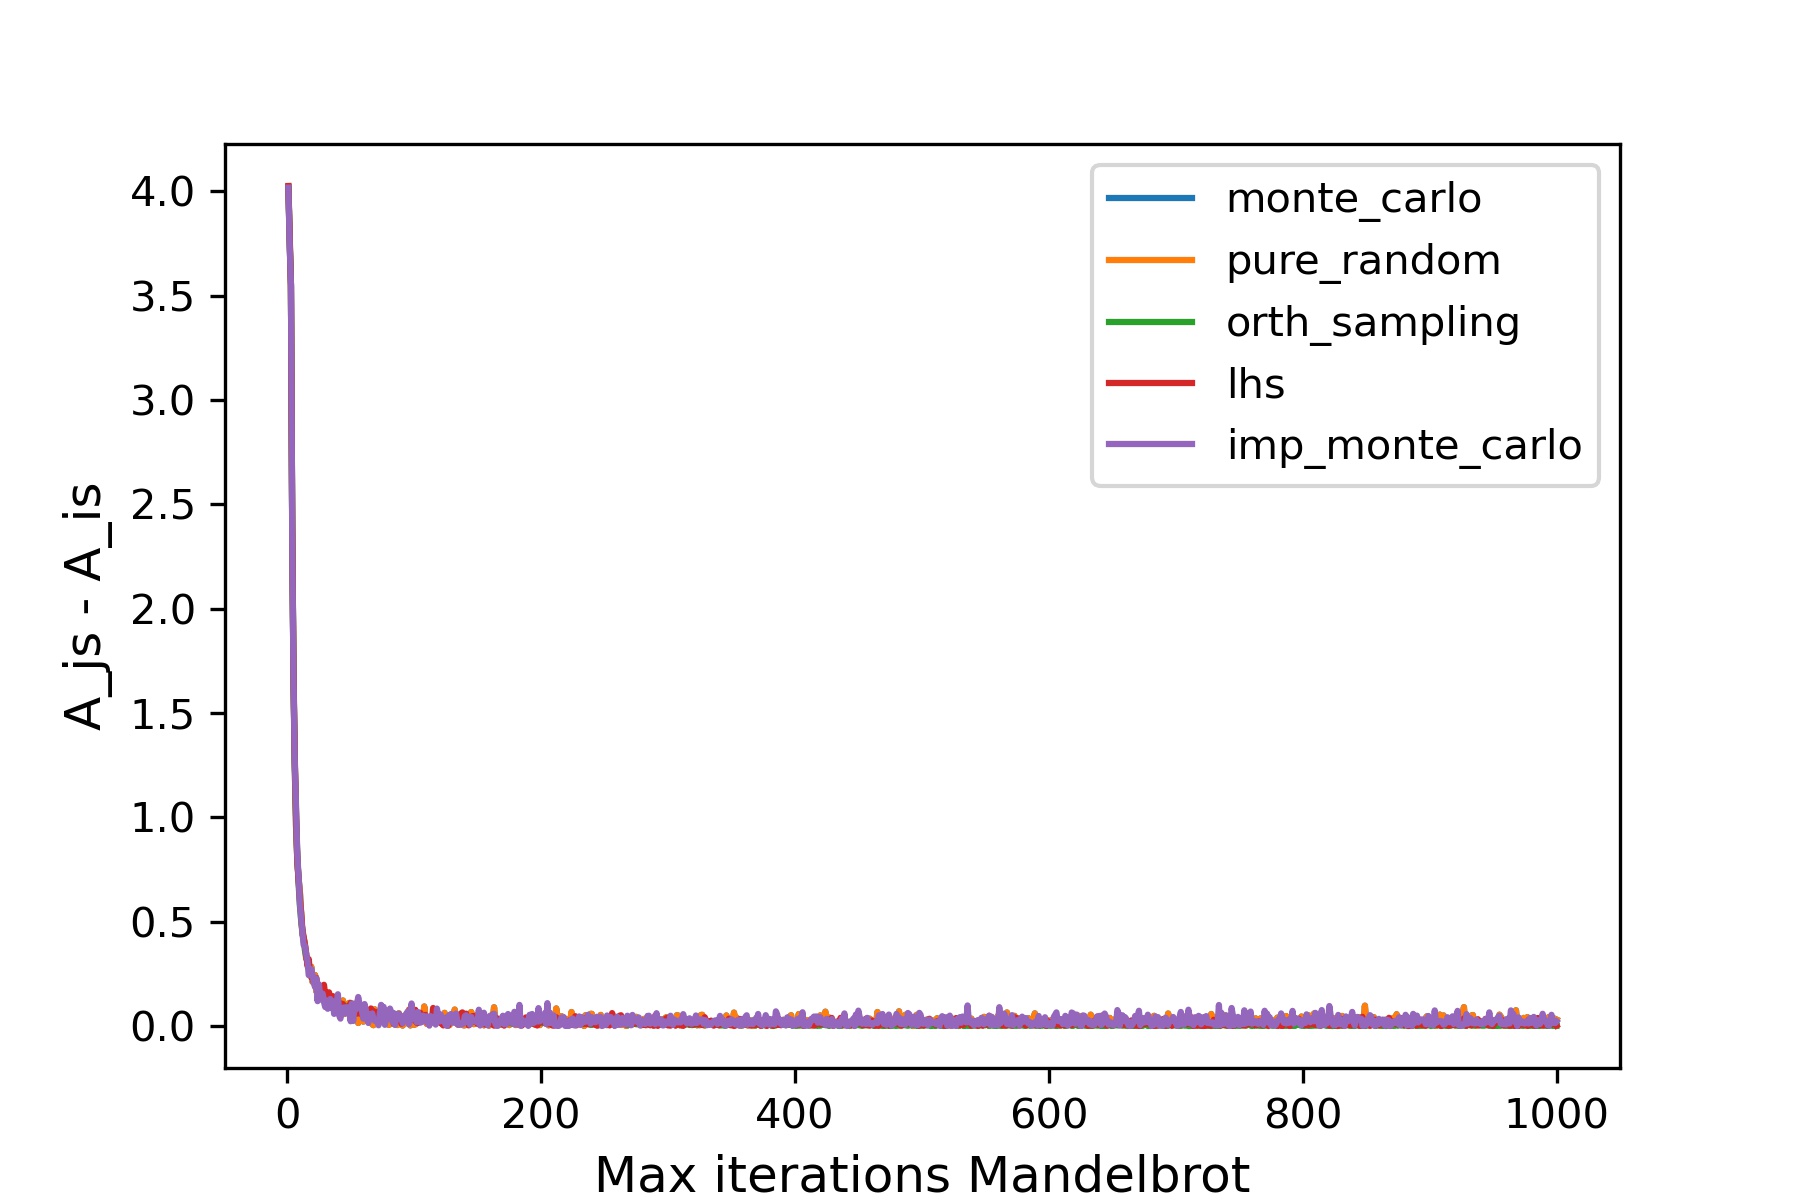 monte_carlo
pure_random
orth_sampling
lhs
imp_monte_carlo
4.0
3.5
3.0
2.5
2.0
1.5
1.0
0.5
0.0
A_js - A_is
0 200 400 600 800 1000
Max iterations Mandelbrot